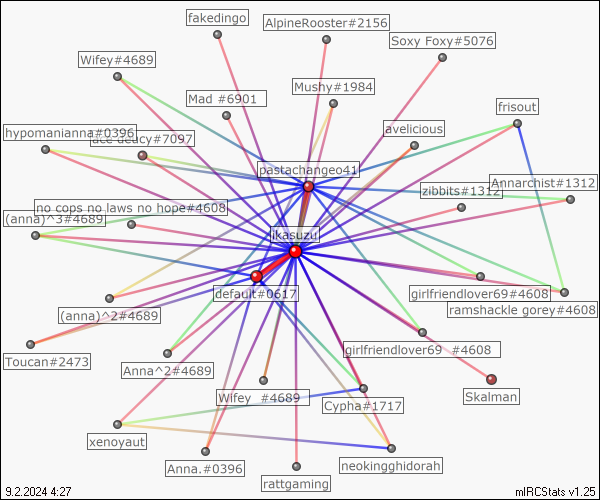 fakedingo
AlpineRooster#2156
Soxy Foxy#5076
Wifey#4689
Mushy#1984
Mad #6901
frisout
hypomanianna#0396
avelicious
pastachangeo41
Annarchist#1312
zibbits#1312
no cops no laws no hope#4608
(anna)^3#4689
ikasuzu
default#0617
girlfriendlover69#4608
ramshackle gorey#4608
(anna)^2#4689
girlfriendlover69 #4608
Toucan#2473
Anna^2#4689
Wifey #4689
Cypha#1717
Skalman
xenoyaut
Anna.#0396
rattgaming
neokingghidorah
9.2.2024 4:27
mIRCStats v1.25